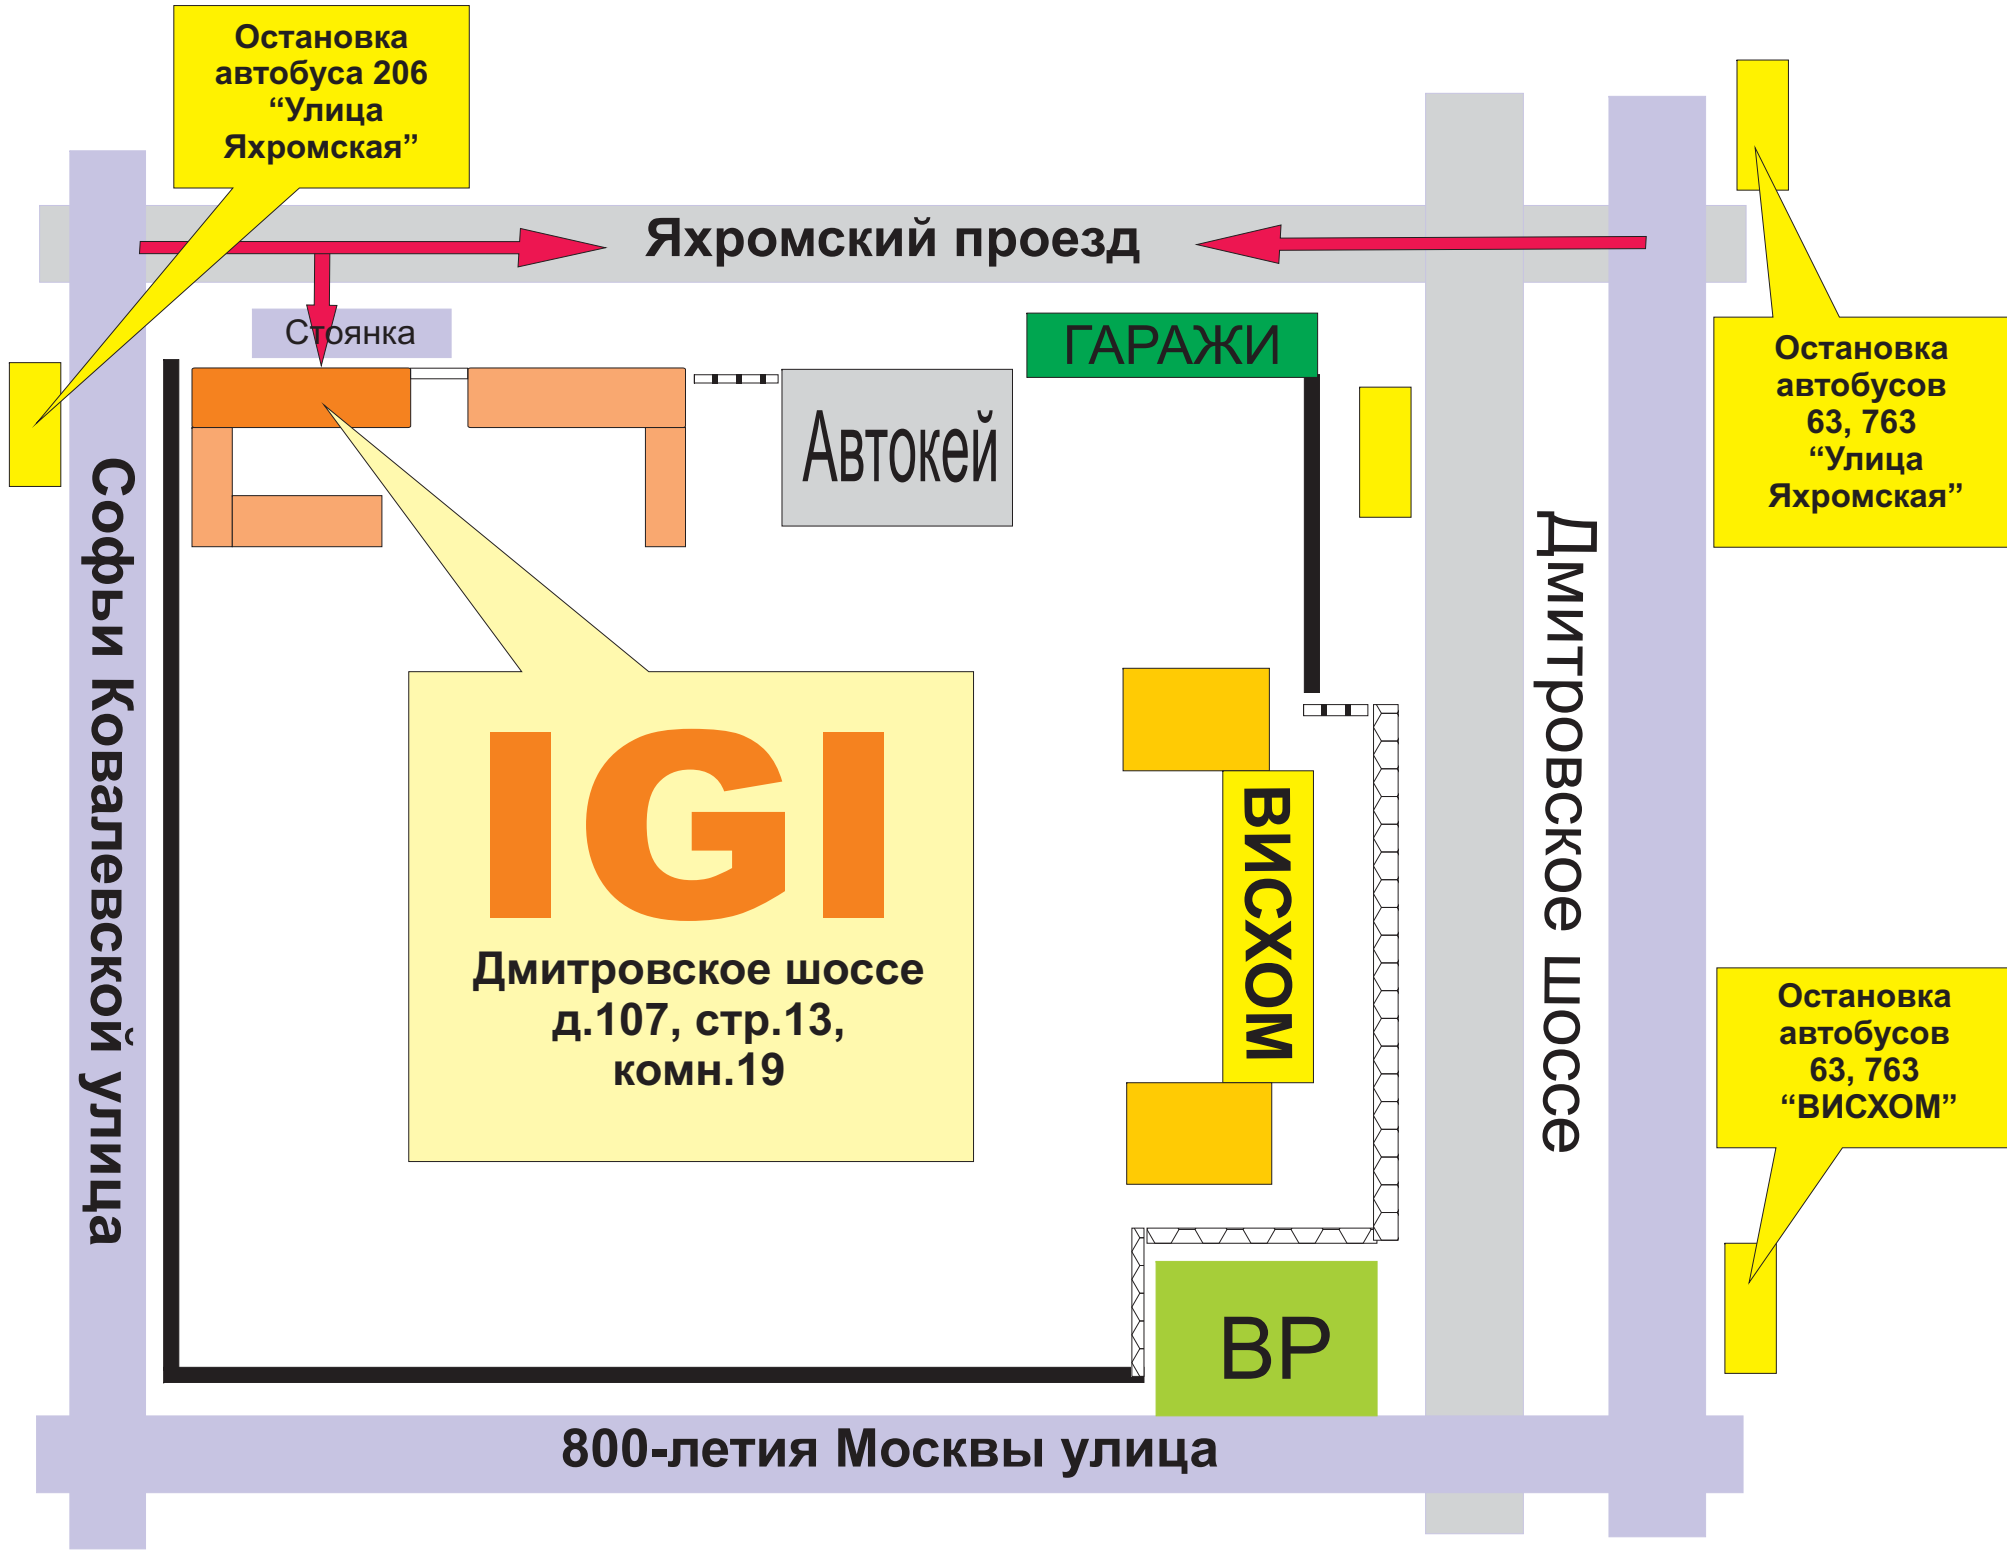 Остановка
автобуса 206
“Улица
Яхромская”
Яхромский проезд
Стоянка
ГАРАЖИ
Автокей
Остановка
автобусов
63, 763
“Улица
Яхромская”
Софьи Ковалевской улица
IGI
Дмитровское шоссе
д.107, стр.13,
комн.19
ВИСХОМ
Дмитровское шоссе
Остановка
автобусов
63, 763
“ВИСХОМ”
ВР
800-летия Москвы улица